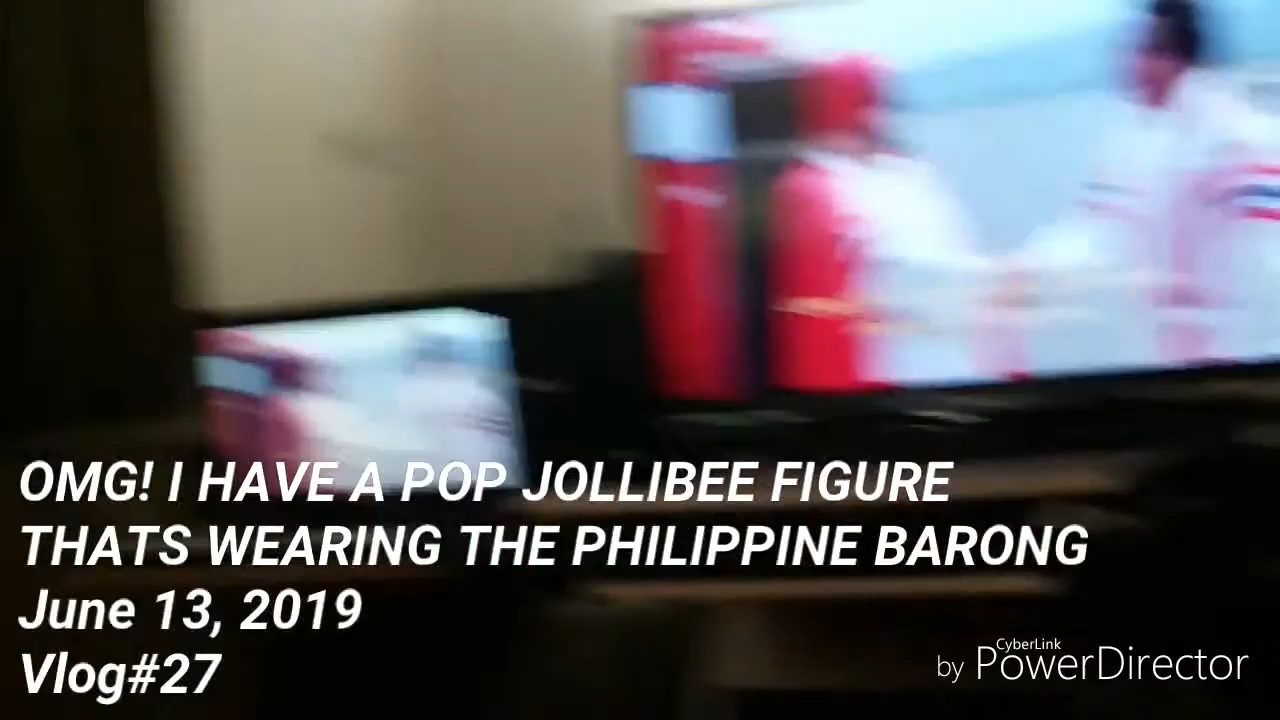 OMG! I HAVE A POP JOLLIBEE FIGURE
THATS WEARING THE PHILIPPINE BARONG
June 13, 2019
Vlog#27
CyberLink
by PowerDirector